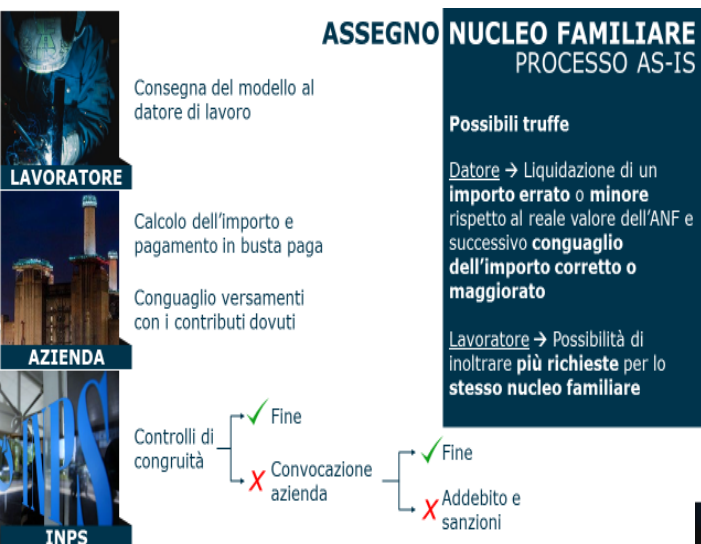 ASSEGNO NUCLEO FAMILIARE
PROCESSO AS-IS
Consegna del modello al
datore di lavoro
LAVORATORE
Calcolo dell'importo e
pagamento in busta paga
Conguaglio versamenti
con i contributi dovuti
AZIENDA
Controlli di
congruità
Fine
Convocazione
azienda
Fine
Addebito e
sanzioni
INPS
INPS
Possibili truffe
Datore → Liquidazione di un
importo errato o minore
rispetto al reale valore dell'ANF e
successivo conguaglio
dell'importo corretto o
maggiorato
Lavoratore → Possibilità di
inoltrare più richieste per lo
stesso nucleo familiare